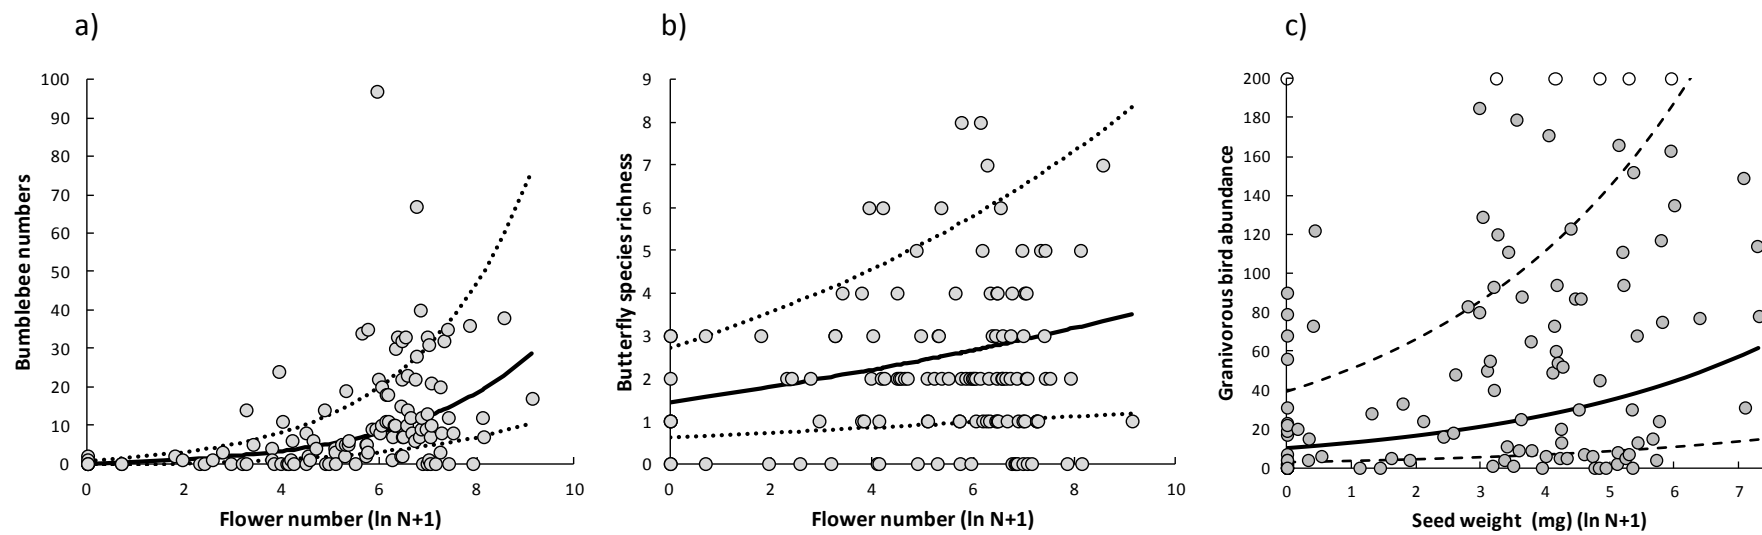 a)
Bumblebee numbers
100
90
80
70
60
50
40
30
20
10
0
0 2 4 6 8 10
Flower number (ln N+1)
b)
Butterfly species richness
9
8
7
6
5
4
3
2
1
0
0 2 4 6 8 10
Flower number (ln N+1)
c)
Granivorous bird abundance
200
180
160
140
120
100
80
60
40
20
0
0 1 2 3 4 5 6 7
Seed weight (mg) (ln N+1)